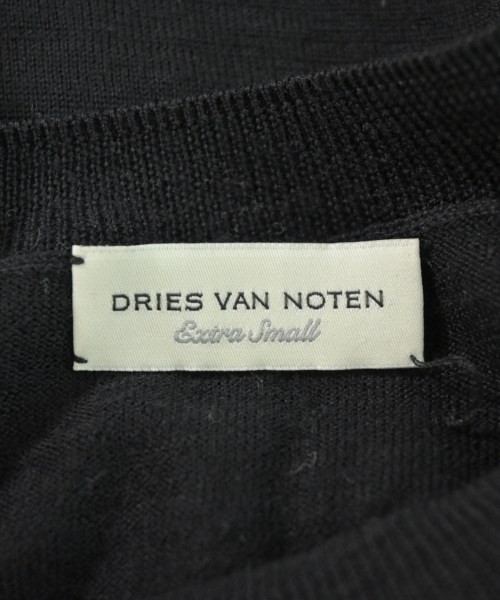 DRIES VAN NOTEN
Extra Small